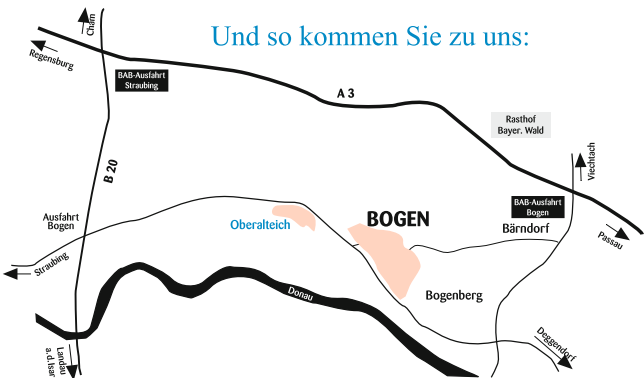 Und so kommen Sie zu uns:
Cham
Regensburg
BAB-Ausfahrt
Straubing
A 3
Rasthof
Bayer. Wald
Viechtach
B 20
BAB-Ausfahrt
Bogen
Ausfahrt
Bogen
Oberalteich
BOGEN
Bärndorf
Passau
Straubing
Donau
Bogenberg
Deggendorf
Landau
a.d.Isar